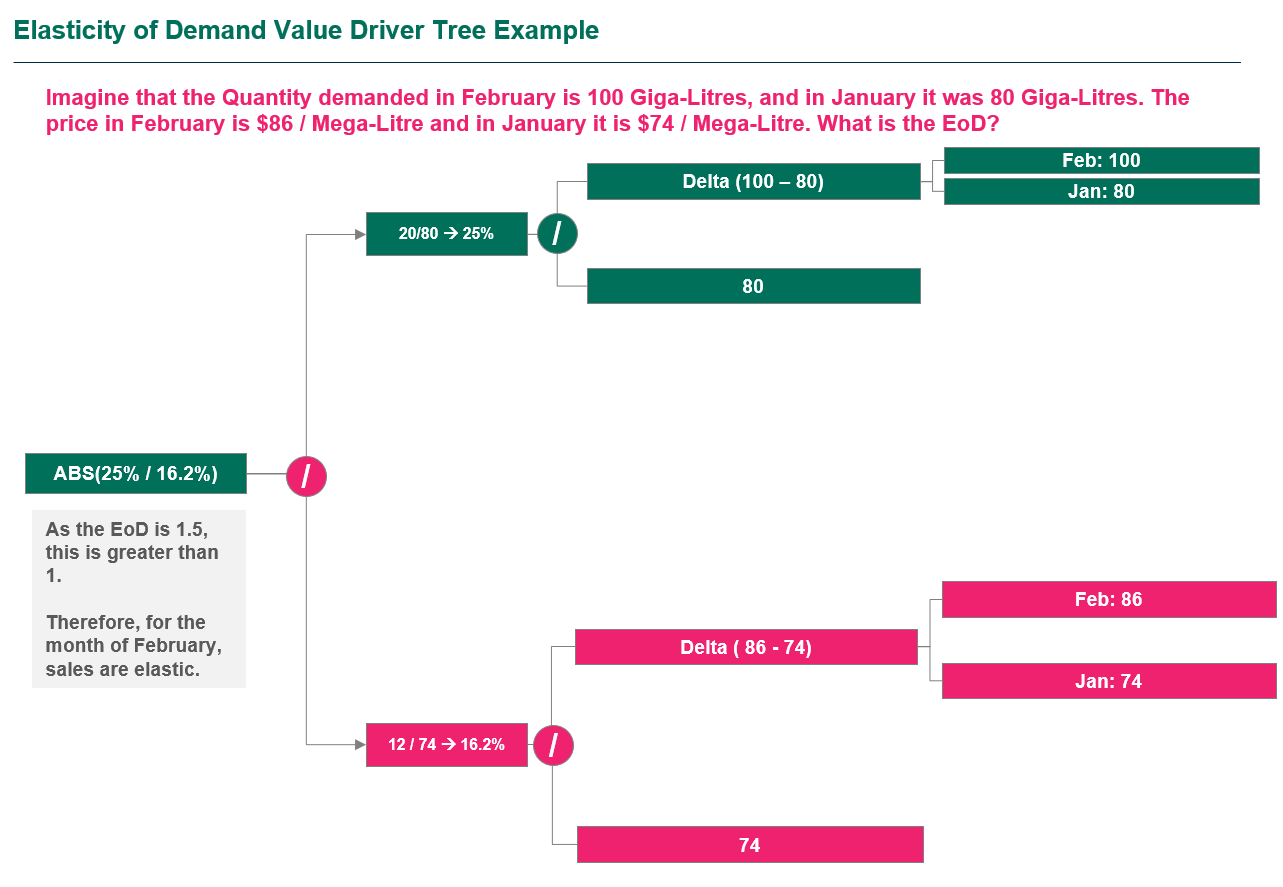 Elasticity of Demand Value Driver Tree Example
Imagine that the Quantity demanded in February is 100 Giga-Litres, and in January it was 80 Giga-Litres. The
price in February is $86 / Mega-Litre and in January it is $74 / Mega-Litre. What is the EoD?
Feb: 100
Delta (100 – 80)
Jan: 80
20/80 → 25%
/
80
ABS(25% / 16.2%)
/
As the EoD is 1.5,
this is greater than
1.
Therefore, for the
month of February,
sales are elastic.
Feb: 86
Delta ( 86 - 74)
Jan: 74
12 / 74 → 16.2%
/
74